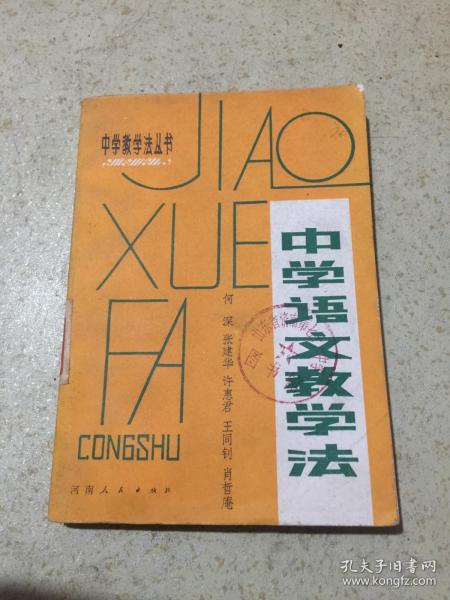 中学教学法丛书
JIAO
XUE
FA
CONGSHU
中学语文教学法
何深 张建华 许惠君 王同钊 肖哲庵
河南人民出版社
孔夫子旧书网
www.kongfz.com